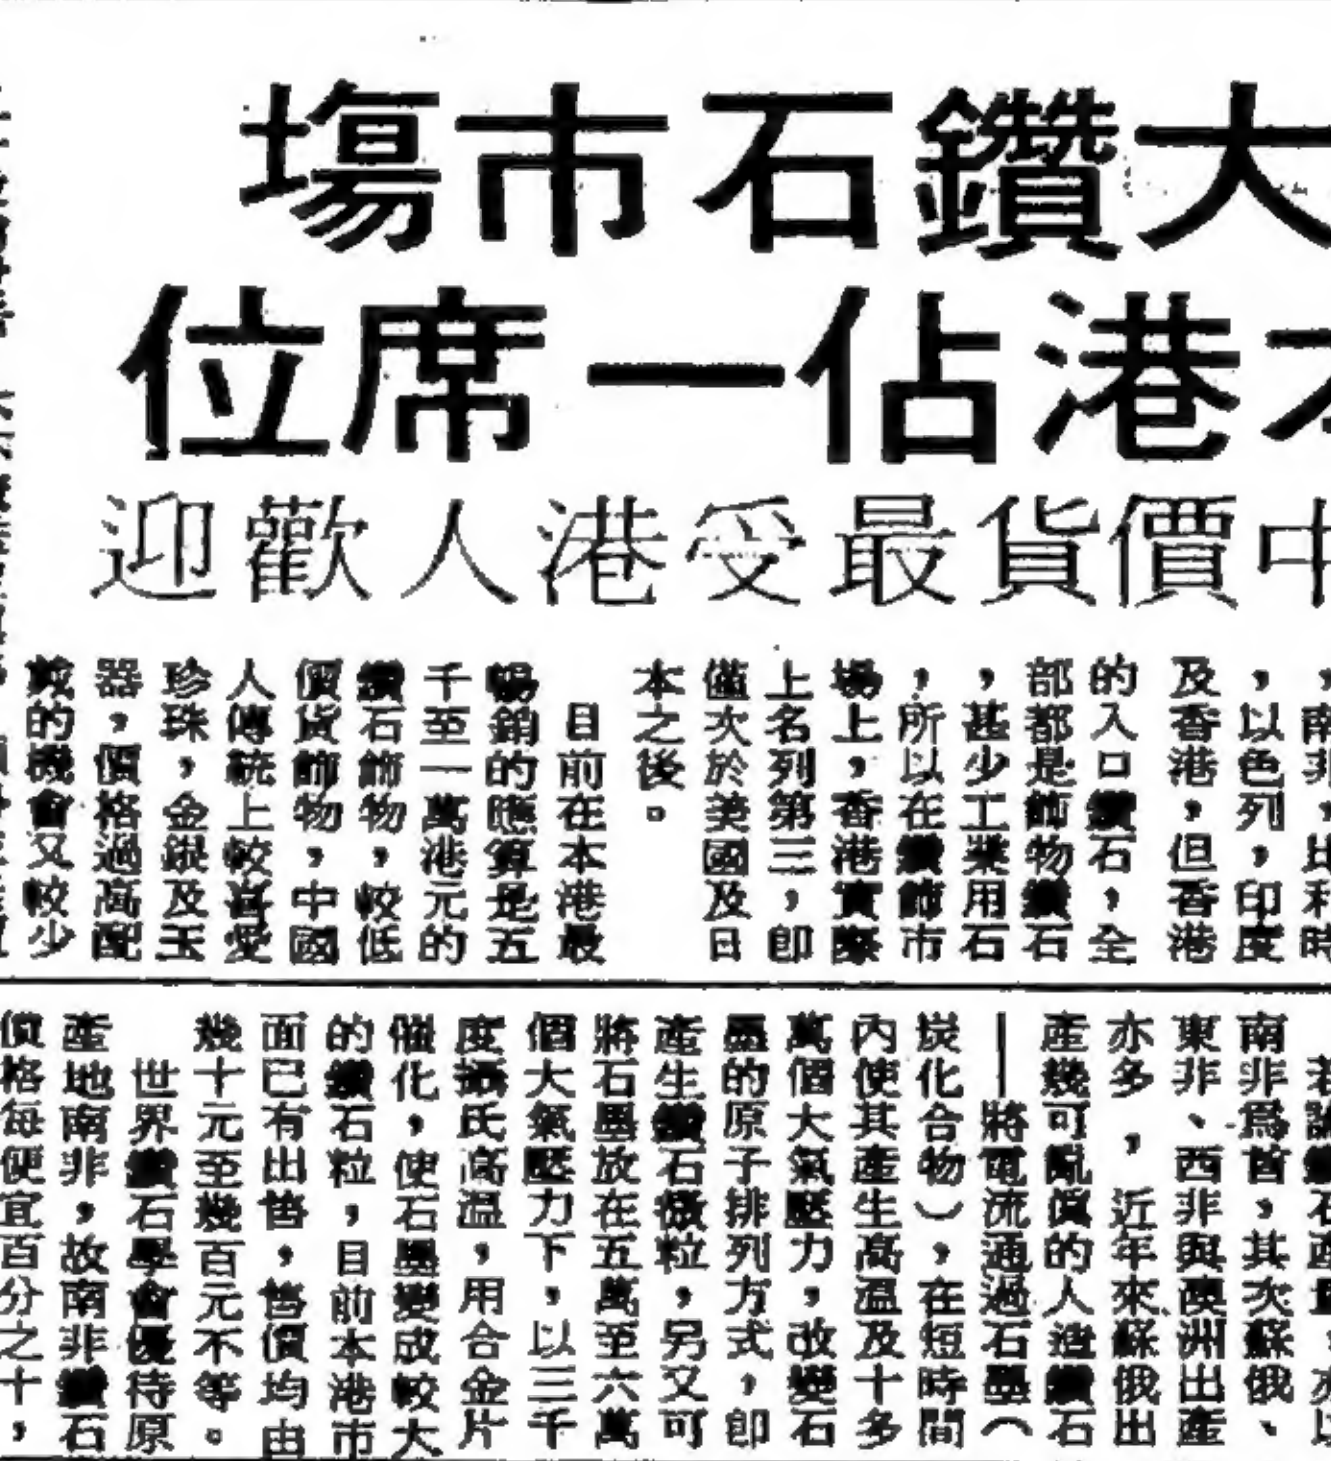 大鑽石市塲
本港佔一席位
中價貨最受港人歡迎
，南非，比利時
，以色列，印度
及香港，但香港
的入口鑽石，全
部都是飾物鑽石
，甚少工業用石
，所以在鑽飾市
場上，香港實際
上名列第三，即
僅次於美國及日
本之後。
目前在本港最
暢銷的應算是五
千至一萬港元的
鑽石飾物，較低
價貨飾物，中國
人傳統上較喜愛
珍珠，金銀及玉
器，價格過高配
戴的機會又較少
若論鑽石產量，亦以
南非爲首，其次蘇俄、
東非、西非與澳洲出產
亦多，近年來蘇俄出
產幾可亂眞的人造鑽石
——將電流通過石墨（
炭化合物），在短時間
內使其產生高溫及十多
萬個大氣壓力，改變石
墨的原子排列方式，即
產生鑽石微粒，另又可
將石墨放在五萬至六萬
個大氣壓力下，以三千
度攝氏高溫，用合金片
催化，使石墨變成較大
的鑽石粒，目前本港市
面已有出售，售價均由
幾十元至幾百元不等。
世界鑽石學會優待原
產地南非，故南非鑽石
價格每便宜百分之十，